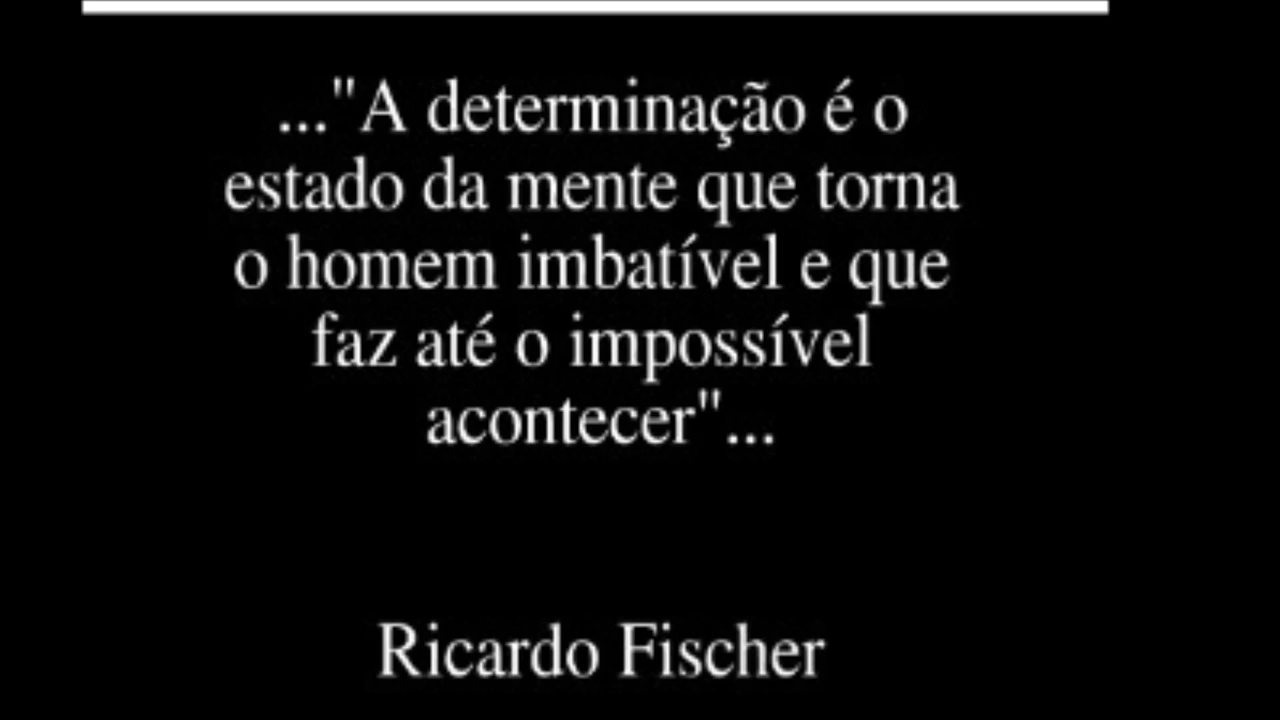 ..."A determinação é o
estado da mente que torna
o homem imbatível e que
faz até o impossível
acontecer"...
Ricardo Fischer